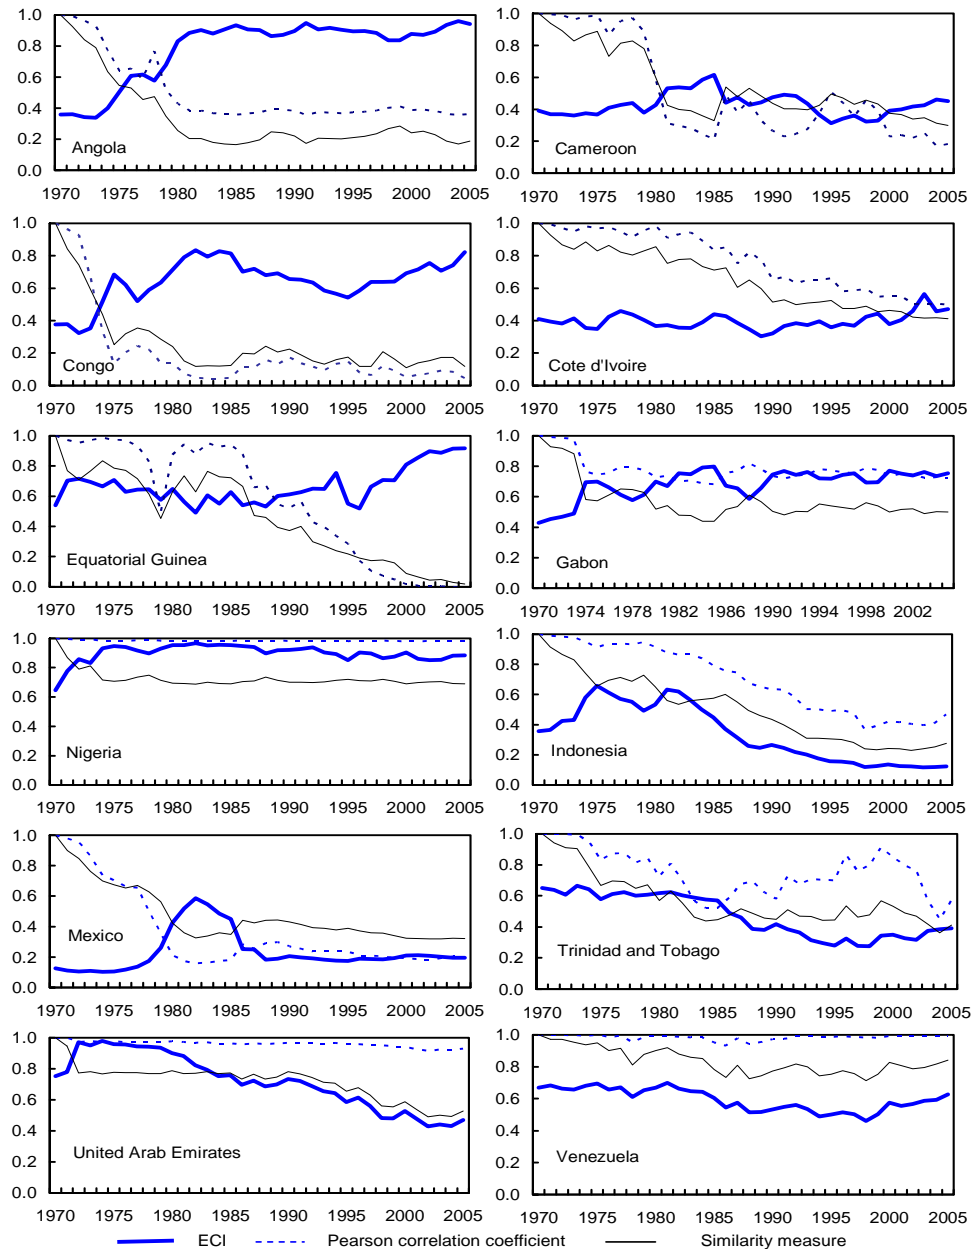 1.0 1.0
0.8 0.8
0.6 0.6
0.4 0.4
0.2 0.2
Angola Cameroon
0.0 0.0
1970 1975 1980 1985 1990 1995 2000 2005 1970 1975 1980 1985 1990 1995 2000 2005
1.0 1.0
0.8 0.8
0.6 0.6
0.4 0.4
Congo Cote d'Ivoire
0.2 0.2
0.0 0.0
1970 1975 1980 1985 1990 1995 2000 2005 1970 1975 1980 1985 1990 1995 2000 2005
1.0 1.0
0.8 0.8
0.6 0.6
0.4 0.4
Equatorial Guinea Gabon
0.2 0.2
0.0 0.0
1970 1975 1980 1985 1990 1995 2000 2005 1970 1974 1978 1982 1986 1990 1994 1998 2002
1.0 1.0
0.8 0.8
0.6 0.6
0.4 0.4
Nigeria Indonesia
0.2 0.2
0.0 0.0
1970 1975 1980 1985 1990 1995 2000 2005 1970 1975 1980 1985 1990 1995 2000 2005
1.0 1.0
0.8 0.8
0.6 0.6
0.4 0.4
Mexico Trinidad and Tobago
0.2 0.2
0.0 0.0
1970 1975 1980 1985 1990 1995 2000 2005 1970 1975 1980 1985 1990 1995 2000 2005
1.0 1.0
0.8 0.8
0.6 0.6
0.4 0.4
United Arab Emirates Venezuela
0.2 0.2
0.0 0.0
1970 1975 1980 1985 1990 1995 2000 2005 1970 1975 1980 1985 1990 1995 2000 2005
ECI Pearson correlation coefficient Similarity measure